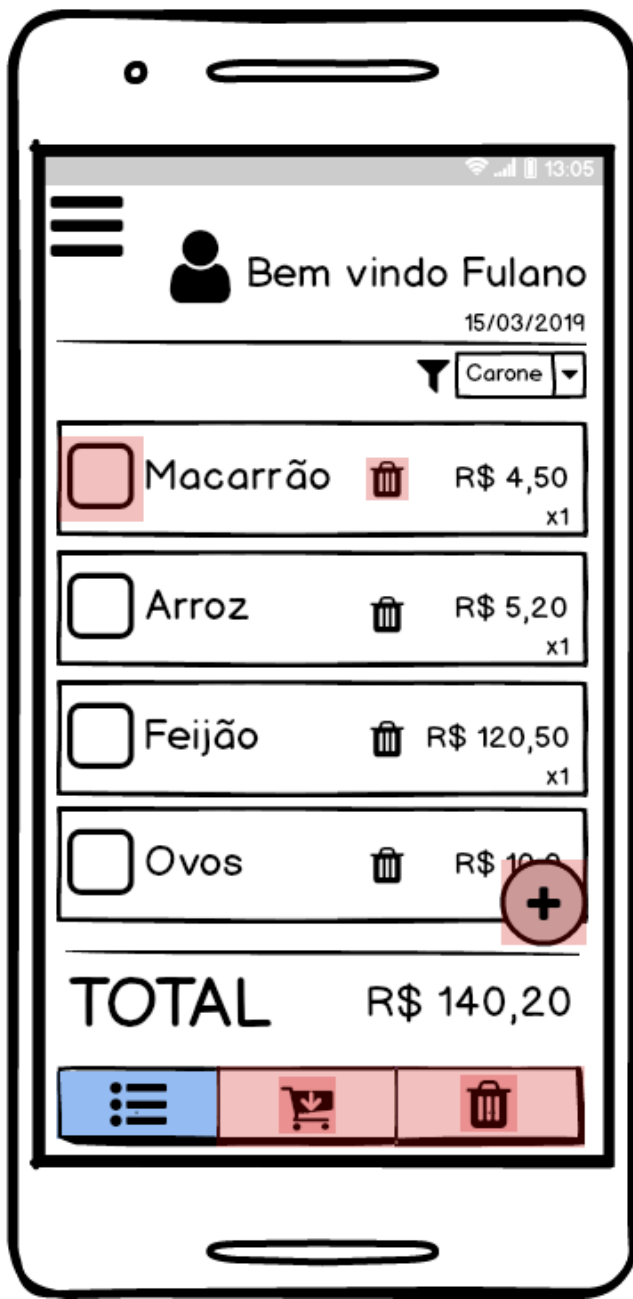 13:05
Bem vindo Fulano
15/03/2019
Carone
Macarrão R$ 4,50
x1
Arroz R$ 5,20
x1
Feijão R$ 120,50
x1
Ovos R$
TOTAL R$ 140,20